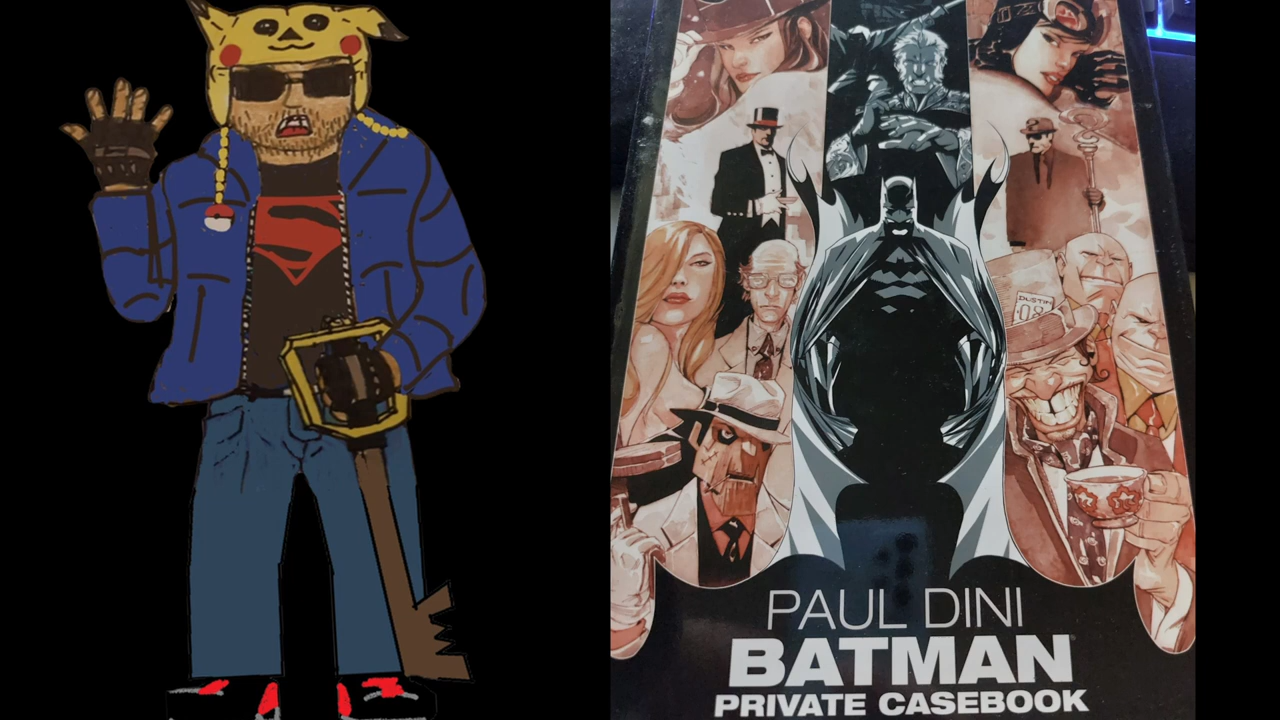 DUSTIN
:08
PAUL DINI
BATMAN
PRIVATE CASEBOOK